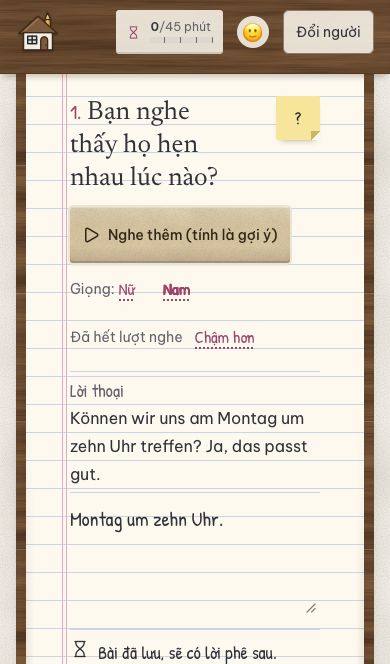 0/45 phút
Đổi người
1. Bạn nghe
thấy họ hẹn
nhau lúc nào?
?
Nghe thêm (tính là gợi ý)
Giọng: Nữ Nam
Đã hết lượt nghe Chậm hơn
Lời thoại
Können wir uns am Montag um
zehn Uhr treffen? Ja, das passt
gut.
Montag um zehn Uhr.
Bài đã lưu, sẽ có lời phê sau.